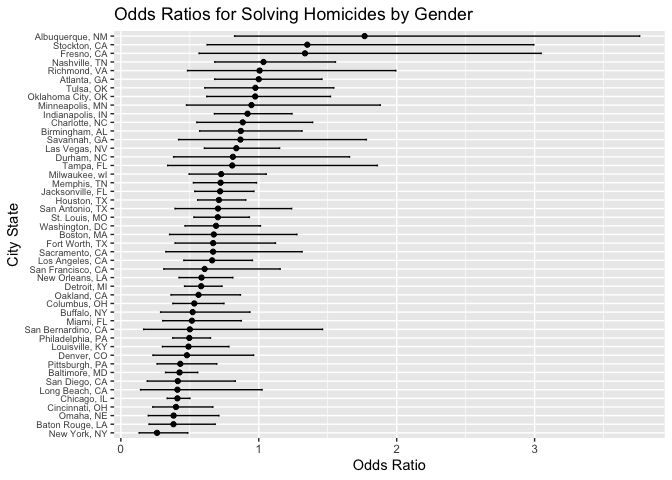 Odds Ratios for Solving Homicides by Gender
City State
Albuquerque, NM
Stockton, CA
Fresno, CA
Nashville, TN
Richmond, VA
Atlanta, GA
Tulsa, OK
Oklahoma City, OK
Minneapolis, MN
Indianapolis, IN
Charlotte, NC
Birmingham, AL
Savannah, GA
Las Vegas, NV
Durham, NC
Tampa, FL
Milwaukee, wI
Memphis, TN
Jacksonville, FL
Houston, TX
San Antonio, TX
St. Louis, MO
Washington, DC
Boston, MA
Fort Worth, TX
Sacramento, CA
Los Angeles, CA
San Francisco, CA
New Orleans, LA
Detroit, MI
Oakland, CA
Columbus, OH
Buffalo, NY
Miami, FL
San Bernardino, CA
Philadelphia, PA
Louisville, KY
Denver, CO
Pittsburgh, PA
Baltimore, MD
San Diego, CA
Long Beach, CA
Chicago, IL
Cincinnati, OH
Omaha, NE
Baton Rouge, LA
New York, NY
0 1 2 3
Odds Ratio